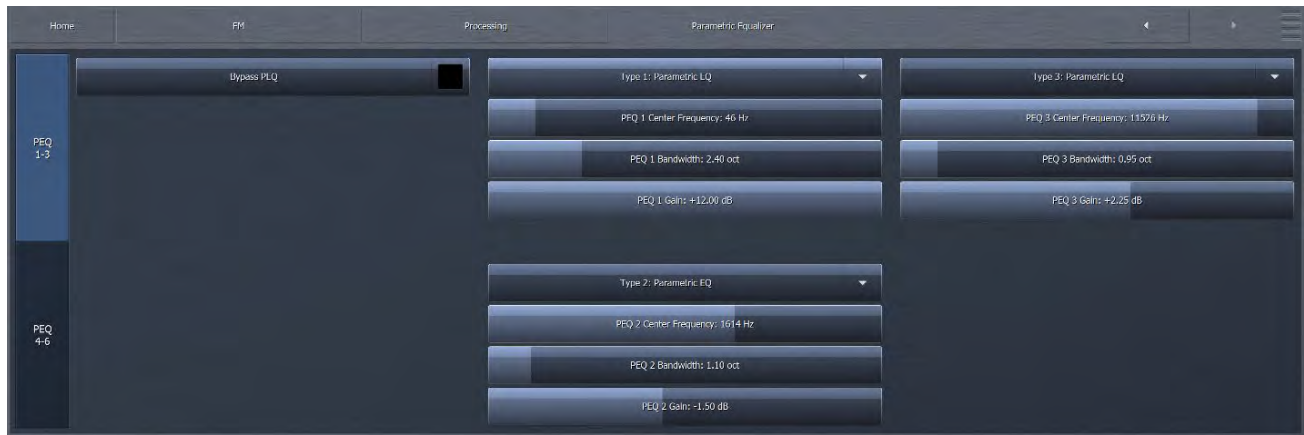 Home
FM
Processing
Parametric Equalizer
PEQ
1-3
PEQ
4-6
Bypass PEQ
Type 1: Parametric EQ
PEQ 1 Center Frequency: 46 Hz
PEQ 1 Bandwidth: 2.40 oct
PEQ 1 Gain: +12.00 dB
Type 2: Parametric EQ
PEQ 2 Center Frequency: 1614 Hz
PEQ 2 Bandwidth: 1.10 oct
PEQ 2 Gain: -1.50 dB
Type 3: Parametric EQ
PEQ 3 Center Frequency: 11526 Hz
PEQ 3 Bandwidth: 0.95 oct
PEQ 3 Gain: +2.25 dB